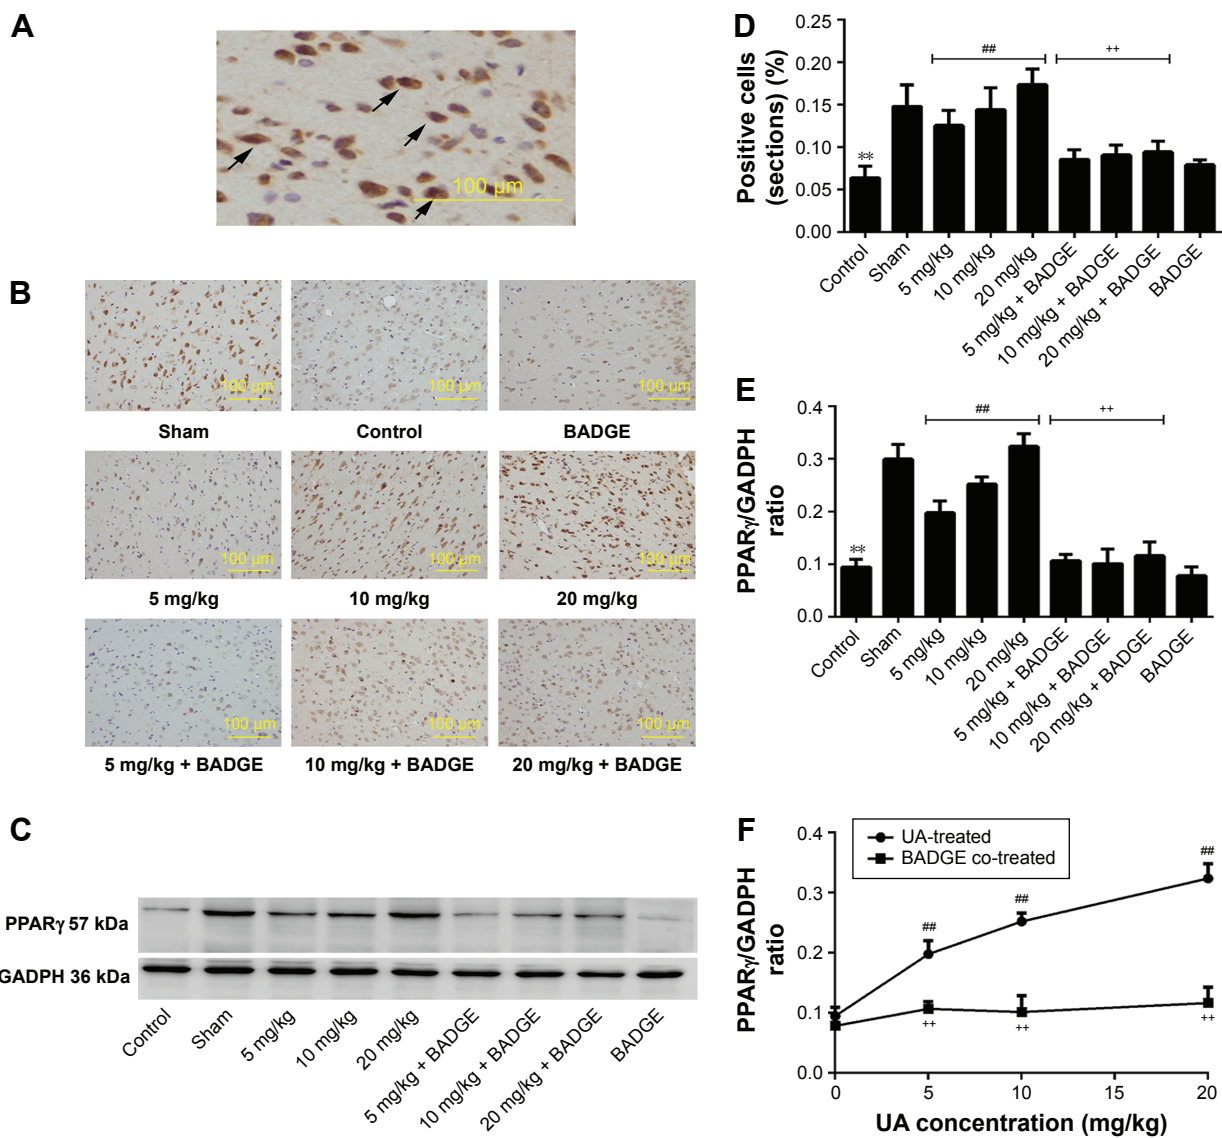 A
100 µm
B
100 µm
100 µm
100 µm
Sham
Control
BADGE
100 µm
100 µm
100 µm
5 mg/kg
10 mg/kg
20 mg/kg
100 µm
100 µm
100 µm
5 mg/kg + BADGE
10 mg/kg + BADGE
20 mg/kg + BADGE
C
PPARγ 57 kDa
GADPH 36 kDa
Control
Sham
5 mg/kg
10 mg/kg
20 mg/kg
5 mg/kg + BADGE
10 mg/kg + BADGE
20 mg/kg + BADGE
BADGE
D
Positive cells
(sections) (%)
0.25
0.20
0.15
0.10
0.05
0.00
**
##
++
Control
Sham
5 mg/kg
10 mg/kg
20 mg/kg
5 mg/kg + BADGE
10 mg/kg + BADGE
20 mg/kg + BADGE
BADGE
E
PPARγ/GADPH
ratio
0.4
0.3
0.2
0.1
0.0
**
##
++
Control
Sham
5 mg/kg
10 mg/kg
20 mg/kg
5 mg/kg + BADGE
10 mg/kg + BADGE
20 mg/kg + BADGE
BADGE
F
PPARγ/GADPH
ratio
0.4
0.3
0.2
0.1
0.0
UA-treated
BADGE co-treated
##
##
##
++
++
++
0
5
10
15
20
UA concentration (mg/kg)